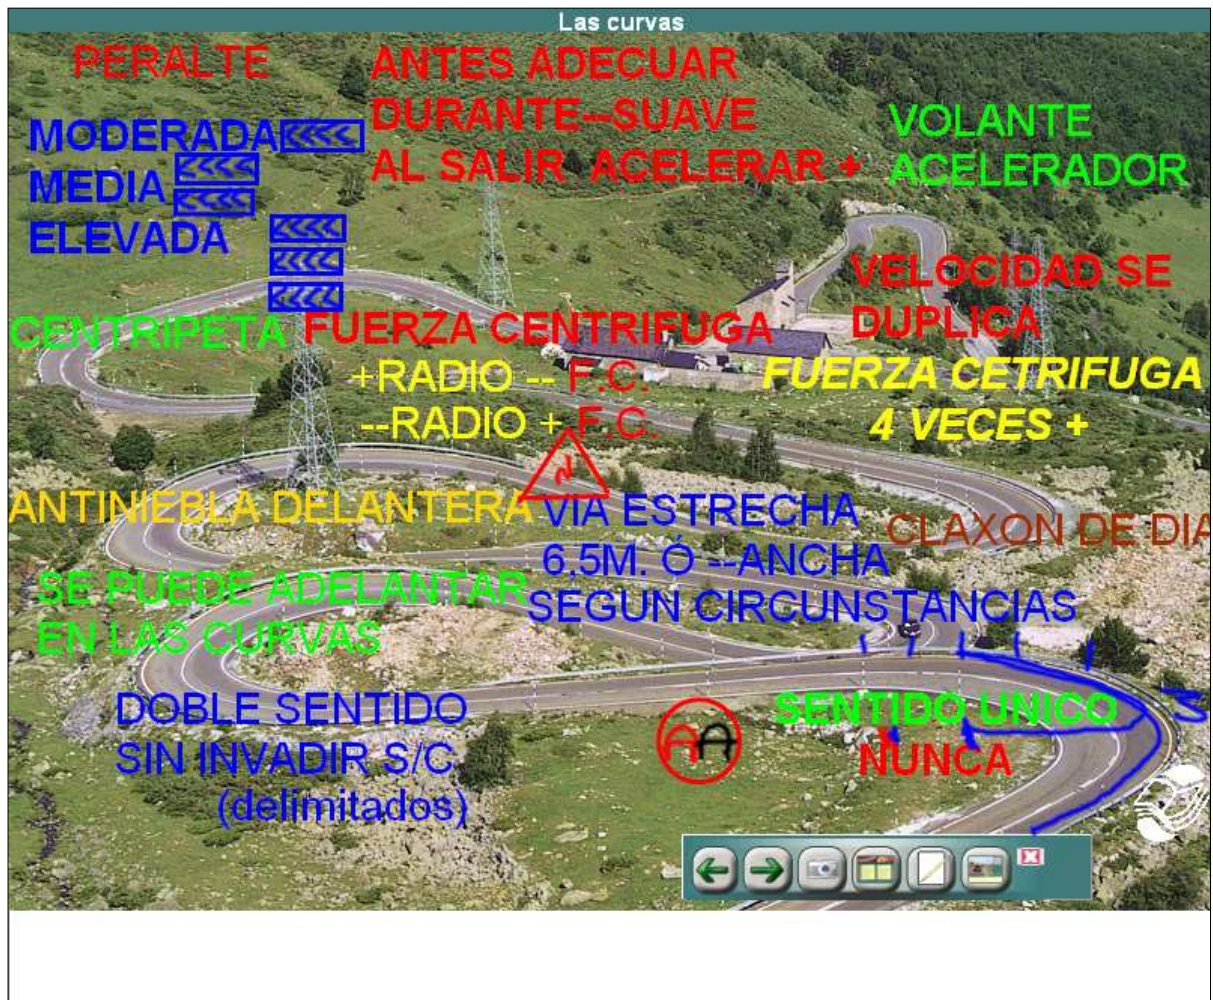 Las curvas
PERALTE
ANTES ADECUAR
DURANTE--SUAVE
AL SALIR ACELERAR +
VOLANTE
ACELERADOR
MODERADA
MEDIA
ELEVADA
VELOCIDAD SE
DUPLICA
CENTRIPETA
FUERZA CENTRIFUGA
+RADIO -- F.C.
--RADIO + F.C.
FUERZA CETRIFUGA
4 VECES +
ANTINIEBLA DELANTERA
VIA ESTRECHA
6.5M. Ó --ANCHA
SEGUN CIRCUNSTANCIAS
CLAXON DE DIA
SE PUEDE ADELANTAR
EN LAS CURVAS
DOBLE SENTIDO
SIN INVADIR S/C.
(delimitados)
SENTIDO UNICO
NUNCA